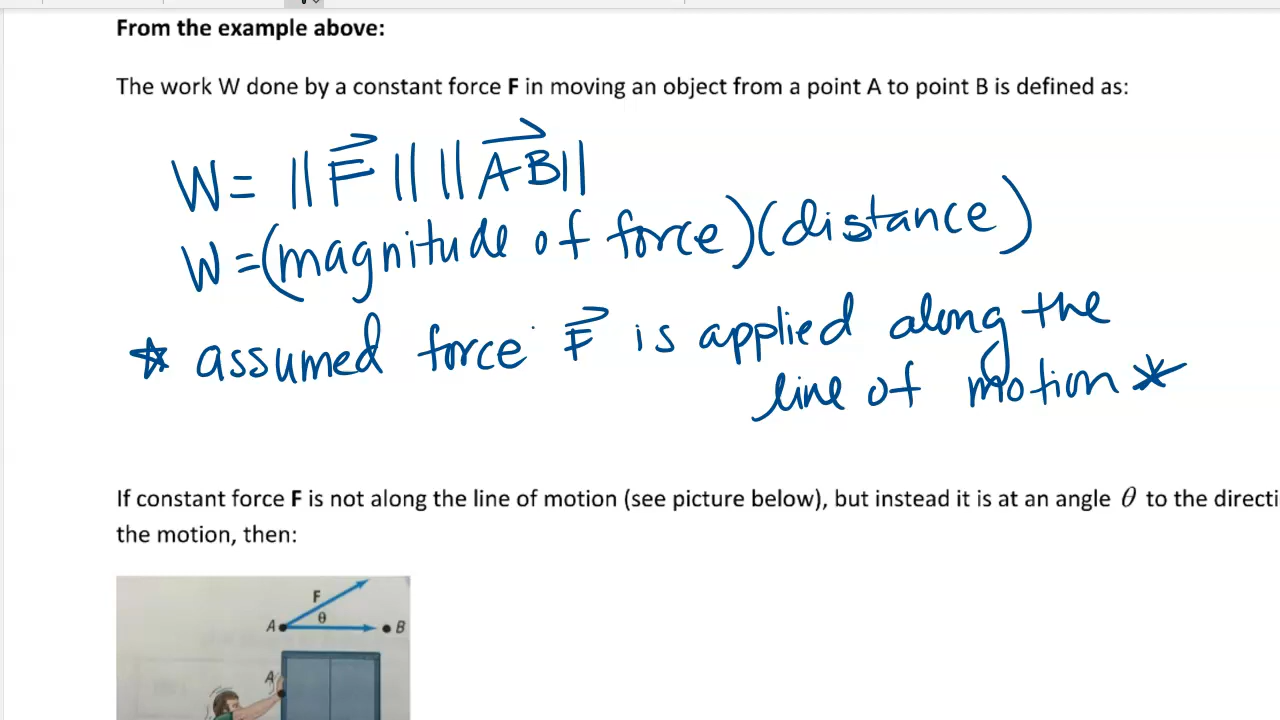 From the example above:
The work W done by a constant force F in moving an object from a point A to point B is defined as:
W = ||F⃗|| ||AB⃗||
W = (magnitude of force)(distance)
☆ assumed force F⃗ is applied along the
line of motion *
If constant force F is not along the line of motion (see picture below), but instead it is at an angle θ to the directi
the motion, then:
F
θ
A B
A